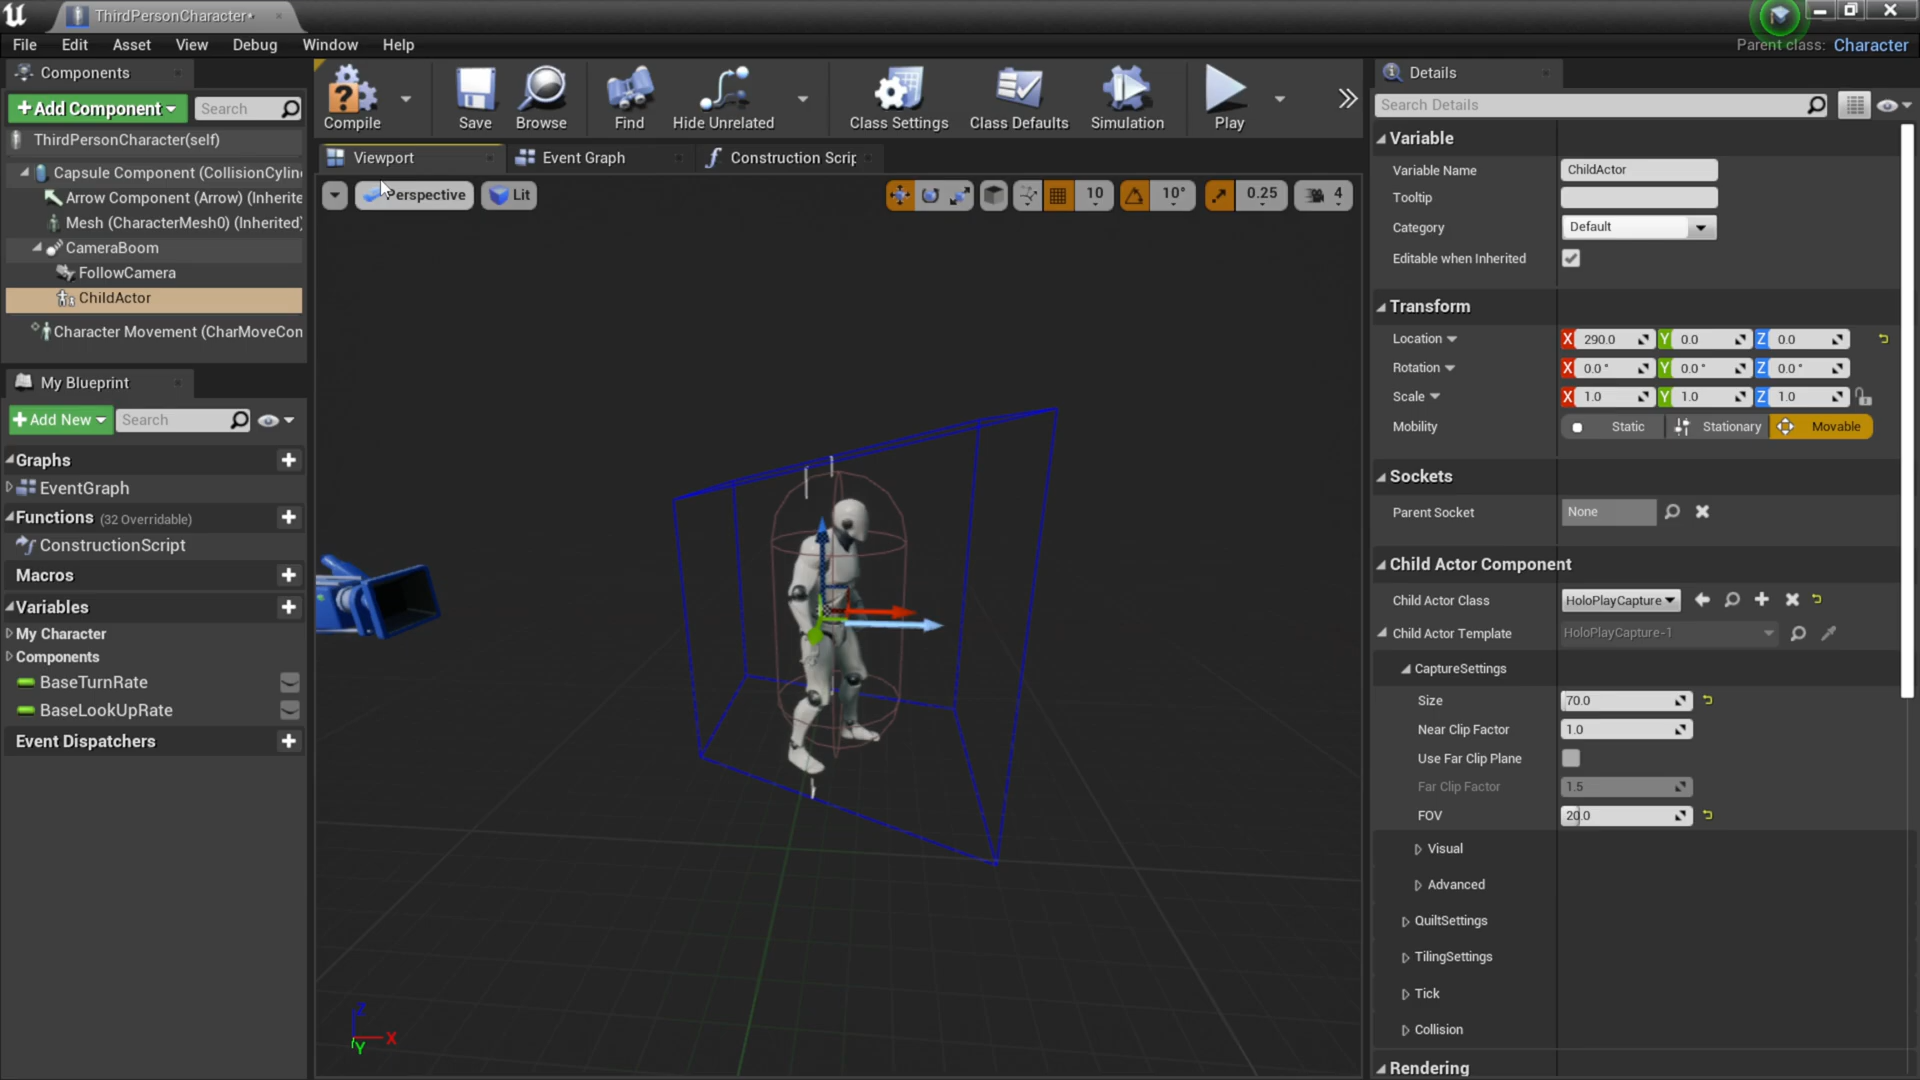 ThirdPersonCharacter*
File Edit Asset View Debug Window Help
Parent class: Character
Components
+Add Component Search
ThirdPersonCharacter(self)
Capsule Component (CollisionCylin
Arrow Component (Arrow) (Inherite
Mesh (CharacterMesh0) (Inherited)
CameraBoom
FollowCamera
ChildActor
Character Movement (CharMoveCon
My Blueprint
+Add New Search
Graphs
EventGraph
Functions (32 Overridable)
ConstructionScript
Macros
Variables
My Character
Components
BaseTurnRate
BaseLookUpRate
Event Dispatchers
Compile Save Browse Find Hide Unrelated Class Settings Class Defaults Simulation Play
Viewport Event Graph Construction Scrip
Perspective Lit 10 10° 0.25 4
Z
X
Y
Details
Search Details
Variable
Variable Name ChildActor
Tooltip
Category Default
Editable when Inherited
Transform
Location X 290.0 Y 0.0 Z 0.0
Rotation X 0.0 ° Y 0.0 ° Z 0.0 °
Scale X 1.0 Y 1.0 Z 1.0
Mobility Static Stationary Movable
Sockets
Parent Socket None
Child Actor Component
Child Actor Class HoloPlayCapture
Child Actor Template HoloPlayCapture-1
CaptureSettings
Size 70.0
Near Clip Factor 1.0
Use Far Clip Plane
Far Clip Factor 1.5
FOV 20.0
Visual
Advanced
QuiltSettings
TilingSettings
Tick
Collision
Rendering